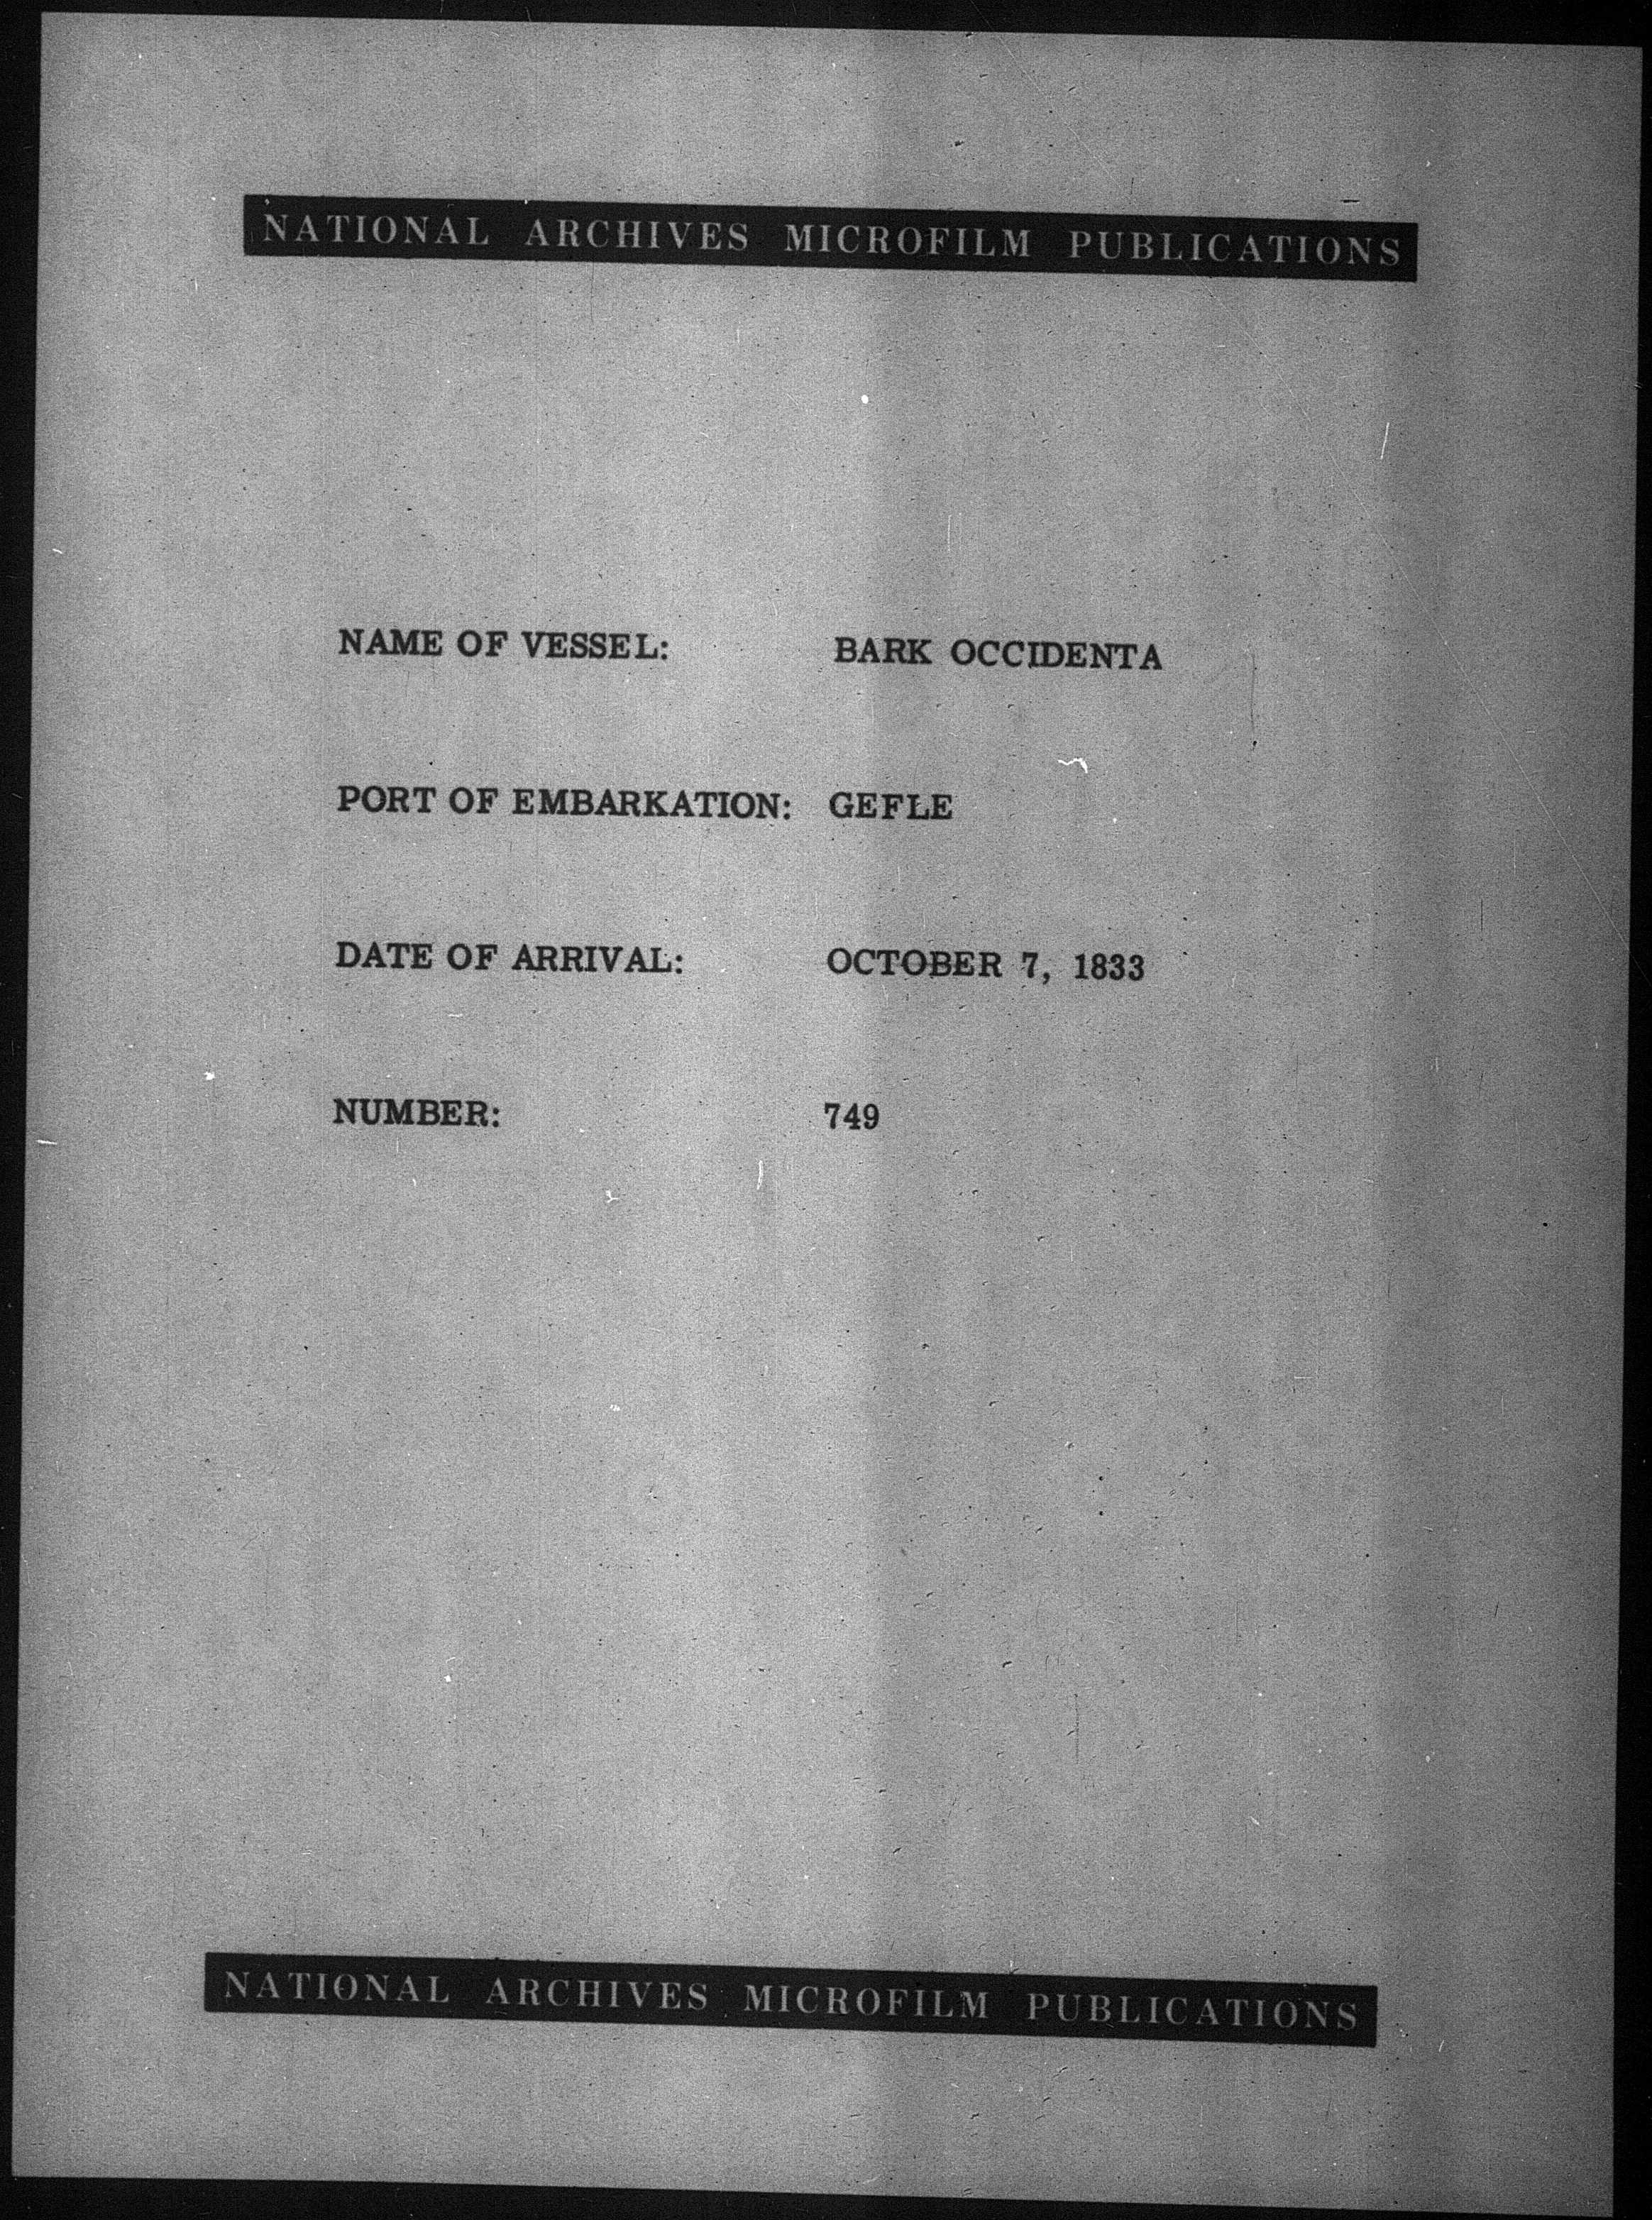 NATIONAL ARCHIVES MICROFILM PUBLICATIONS
NAME OF VESSEL: BARK OCCIDENTA
PORT OF EMBARKATION: GEFLE
DATE OF ARRIVAL: OCTOBER 7, 1833
NUMBER: 749
NATIONAL ARCHIVES MICROFILM PUBLICATIONS